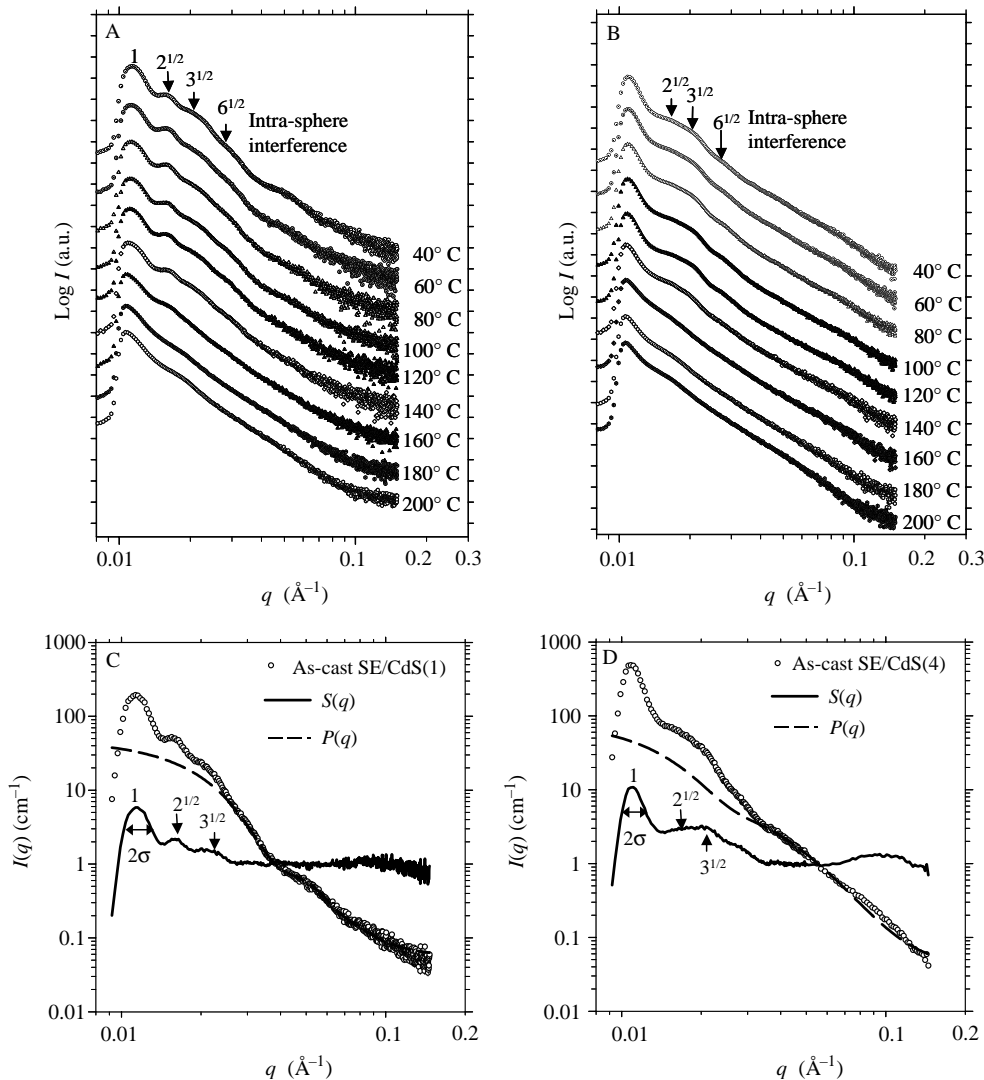 A
1
2^{1/2}
3^{1/2}
6^{1/2}
Intra-sphere
interference
40° C
60° C
80° C
100° C
120° C
140° C
160° C
180° C
200° C
Log I (a.u.)
0.01
0.1
0.2
0.3
q (Å⁻¹)
B
2^{1/2}
3^{1/2}
6^{1/2}
Intra-sphere
interference
40° C
60° C
80° C
100° C
120° C
140° C
160° C
180° C
200° C
Log I (a.u.)
0.01
0.1
0.2
0.3
q (Å⁻¹)
C
As-cast SE/CdS(1)
S(q)
P(q)
1
2^{1/2}
3^{1/2}
2σ
1000
100
10
1
0.1
0.01
I(q) (cm⁻¹)
0.01
0.1
0.2
q (Å⁻¹)
D
As-cast SE/CdS(4)
S(q)
P(q)
1
2^{1/2}
3^{1/2}
2σ
1000
100
10
1
0.1
0.01
I(q) (cm⁻¹)
0.01
0.1
0.2
q (Å⁻¹)